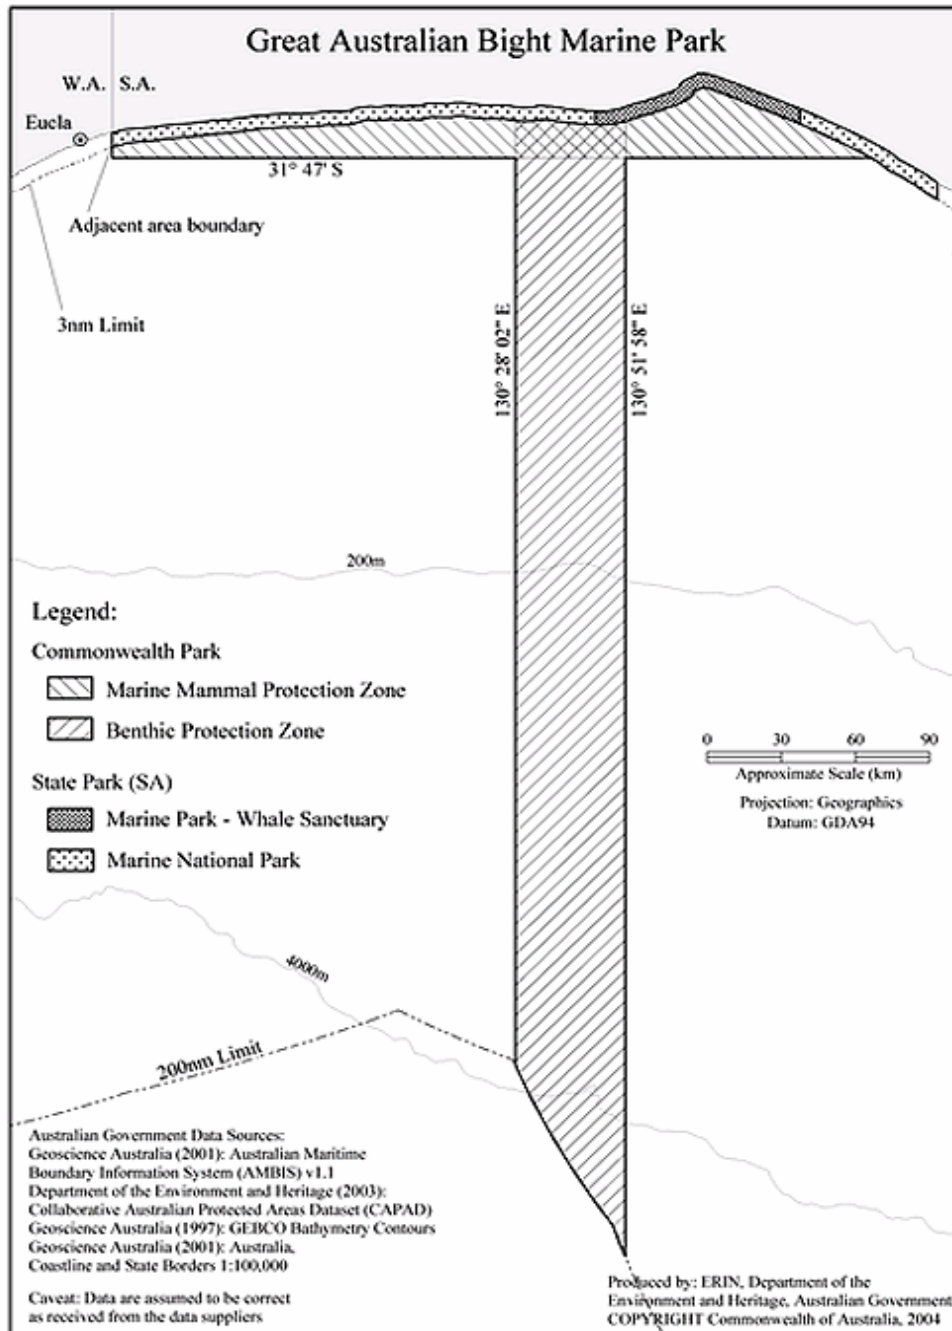 Great Australian Bight Marine Park
W.A. S.A.
Eucla
31° 47' S
Adjacent area boundary
3nm Limit
130° 28' 02" E
130° 51' 58" E
200m
Legend:
Commonwealth Park
Marine Mammal Protection Zone
Benthic Protection Zone
State Park (SA)
Marine Park - Whale Sanctuary
Marine National Park
0 30 60 90
Approximate Scale (km)
Projection: Geographics
Datum: GDA94
4000m
200nm Limit
Australian Government Data Sources:
Geoscience Australia (2001): Australian Maritime
Boundary Information System (AMBIS) v1.1
Department of the Environment and Heritage (2003):
Collaborative Australian Protected Areas Dataset (CAPAD)
Geoscience Australia (1997): GEBCO Bathymetry Contours
Geoscience Australia (2001): Australia,
Coastline and State Borders 1:100,000
Caveat: Data are assumed to be correct
as received from the data suppliers
Produced by: ERIN, Department of the
Environment and Heritage, Australian Government
COPYRIGHT Commonwealth of Australia, 2004